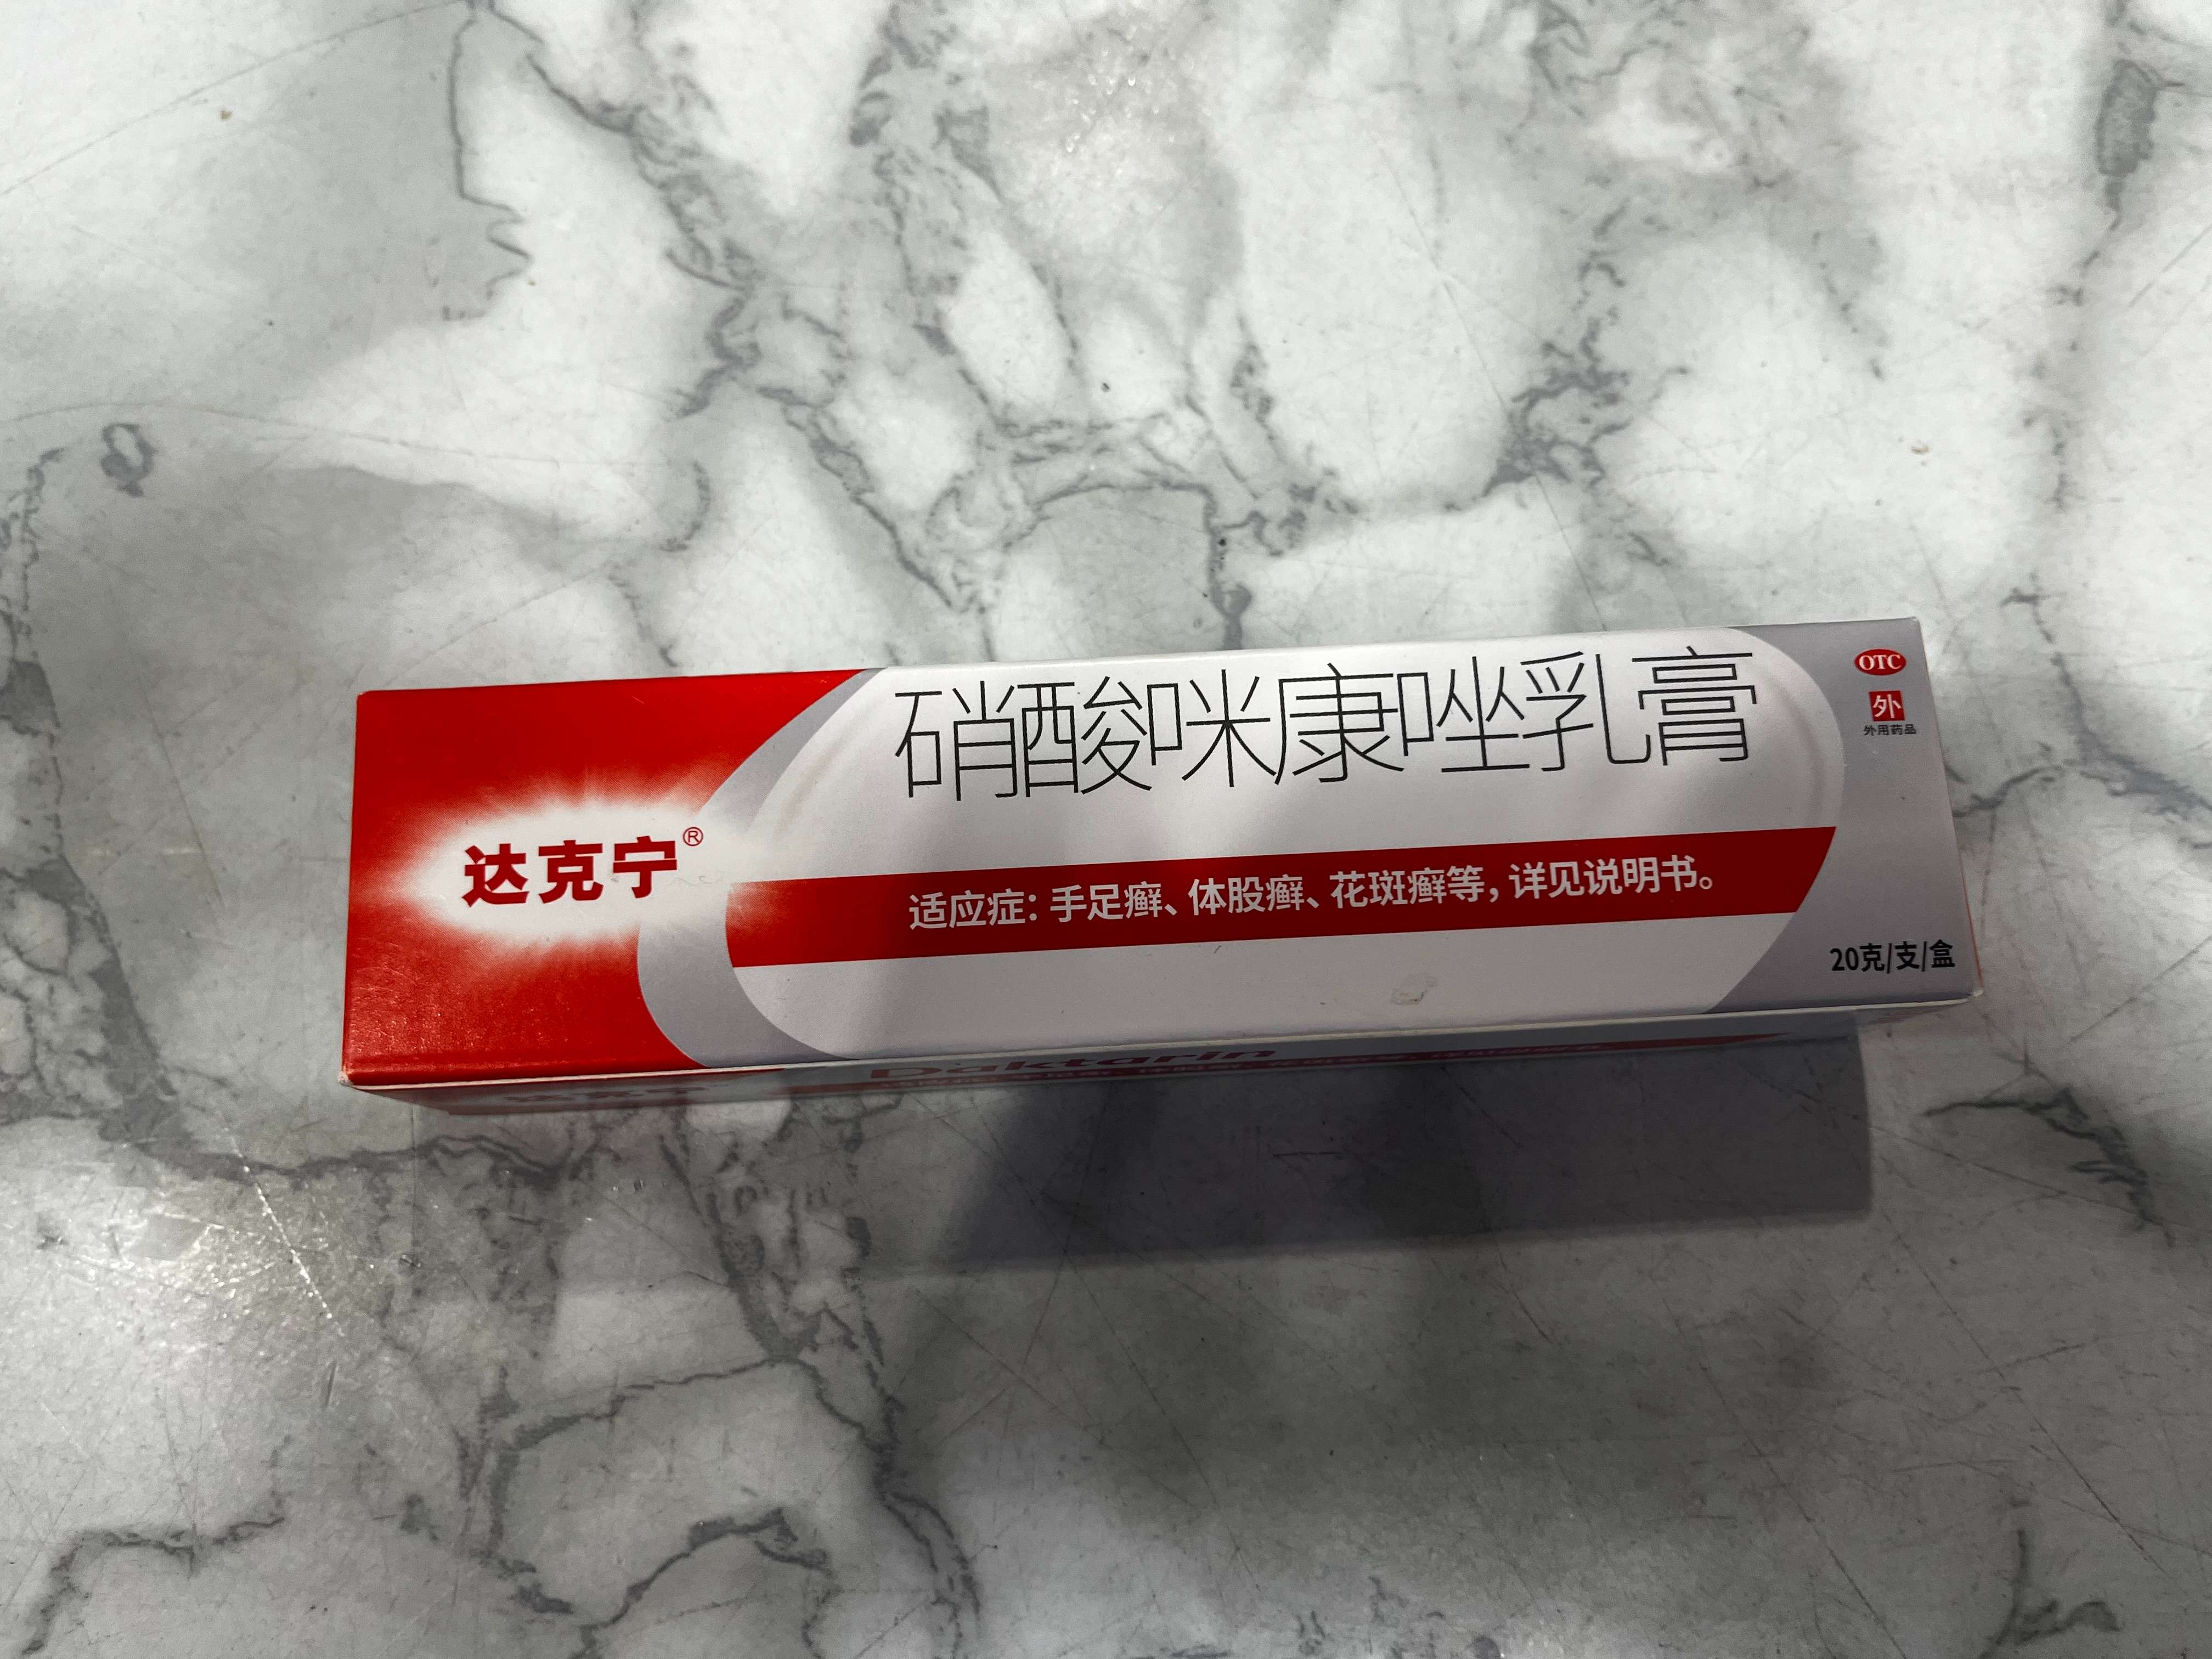 硝酸咪康唑乳膏
OTC
外
外用药品
达克宁®
适应症：手足癣、体股癣、花斑癣等，详见说明书。
20克/支/盒
Daktarin